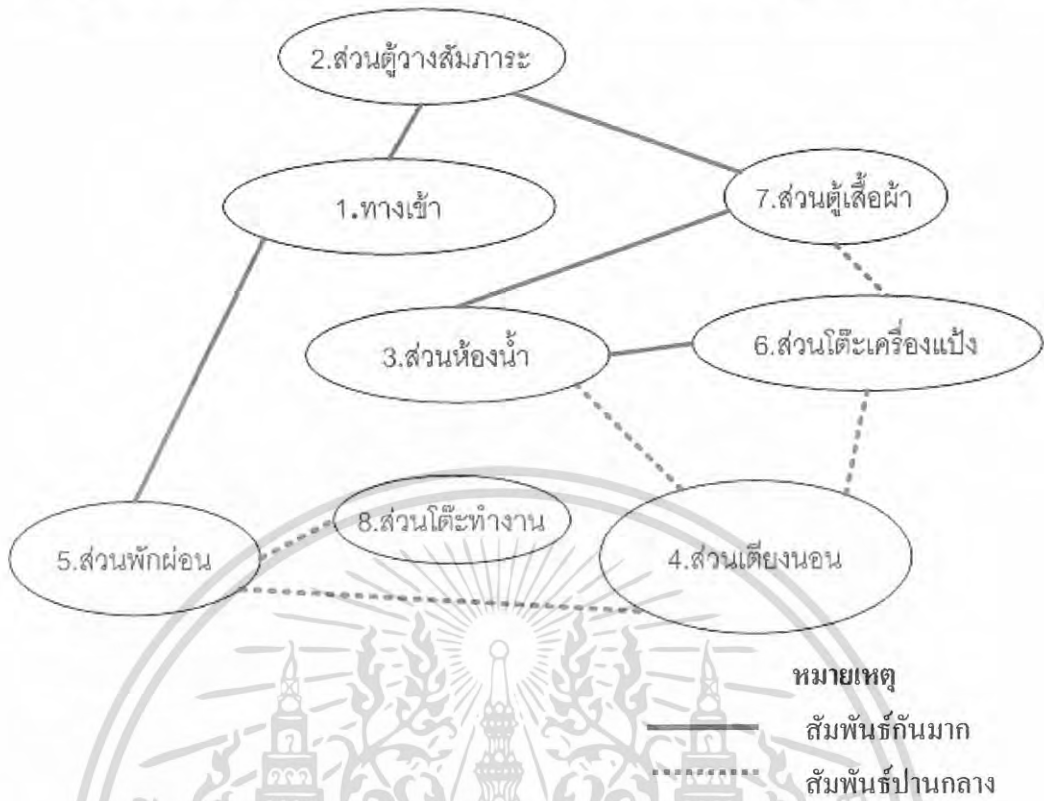 2.ส่วนตู้วางสัมภาระ
1.ทางเข้า
7.ส่วนตู้เสื้อผ้า
3.ส่วนห้องน้ำ
6.ส่วนโต๊ะเครื่องแป้ง
8.ส่วนโต๊ะทำงาน
5.ส่วนพักผ่อน
4.ส่วนเตียงนอน
หมายเหตุ
สัมพันธ์กันมาก
สัมพันธ์ปานกลาง